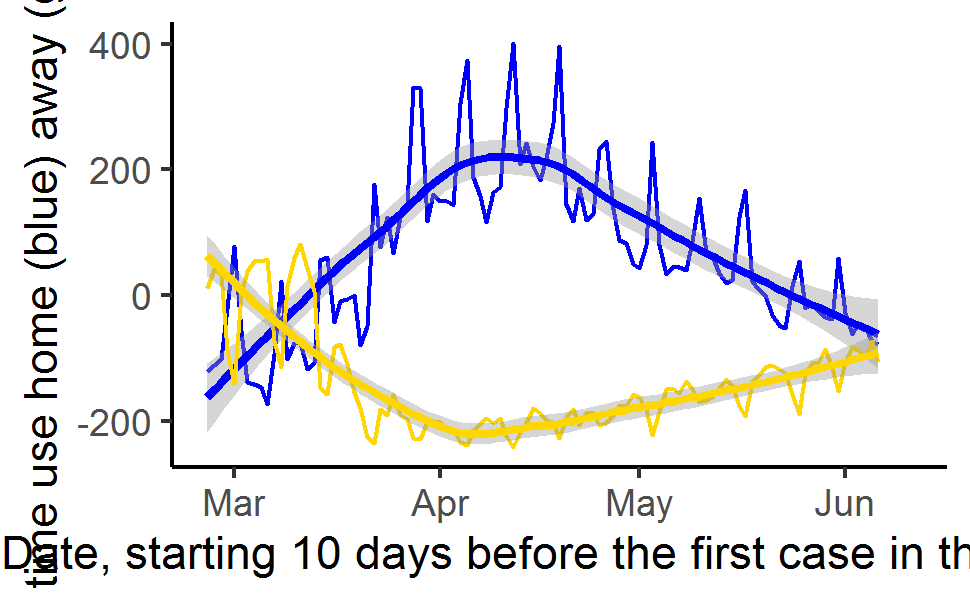 time use home (blue) away (
400
200
0
-200
Mar Apr May Jun
Date, starting 10 days before the first case in th